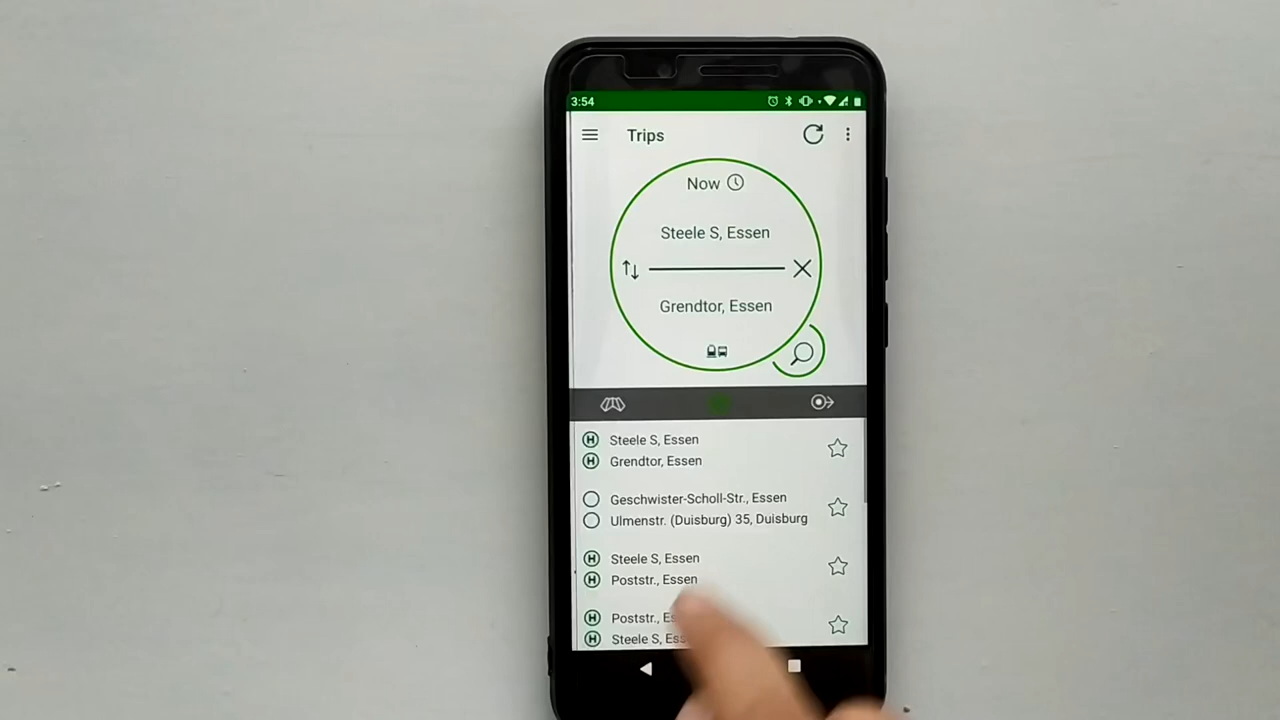 3:54
Trips
Now
Steele S, Essen
Grendtor, Essen
H Steele S, Essen
H Grendtor, Essen
Geschwister-Scholl-Str., Essen
Ulmenstr. (Duisburg) 35, Duisburg
H Steele S, Essen
H Poststr., Essen
H Poststr.,
H Steele S,